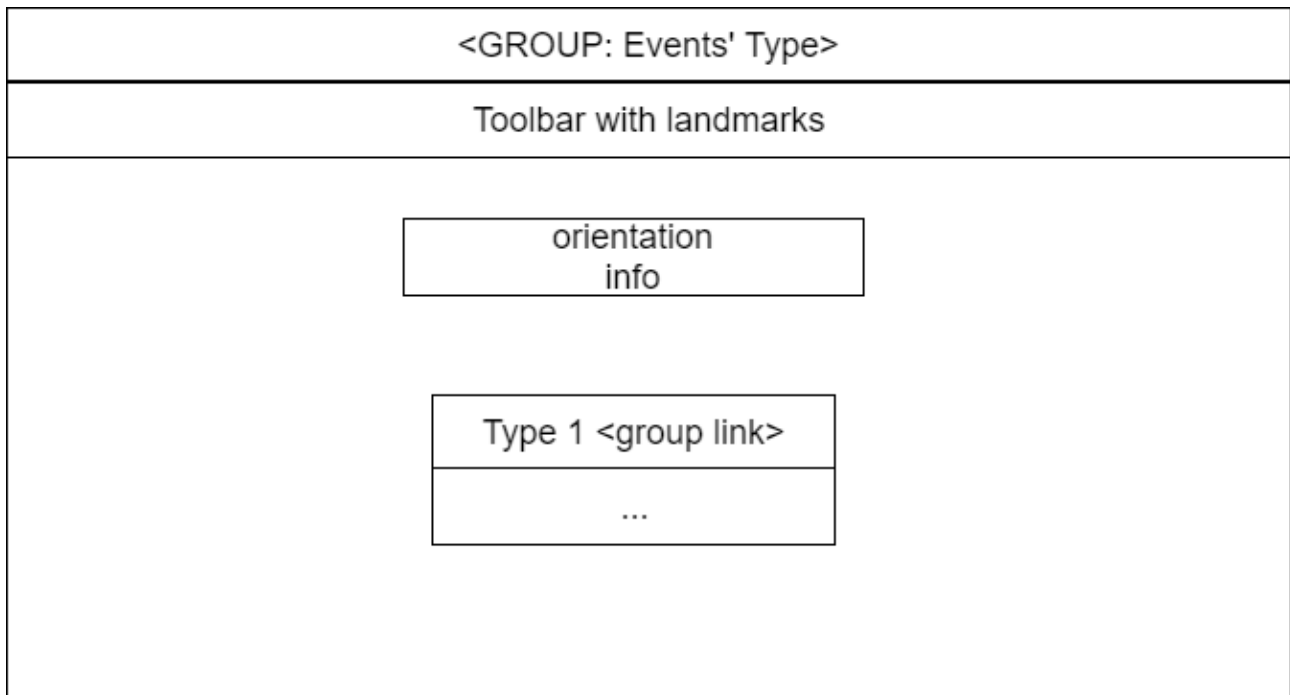 <GROUP: Events' Type>
Toolbar with landmarks
orientation
info
Type 1 <group link>
...